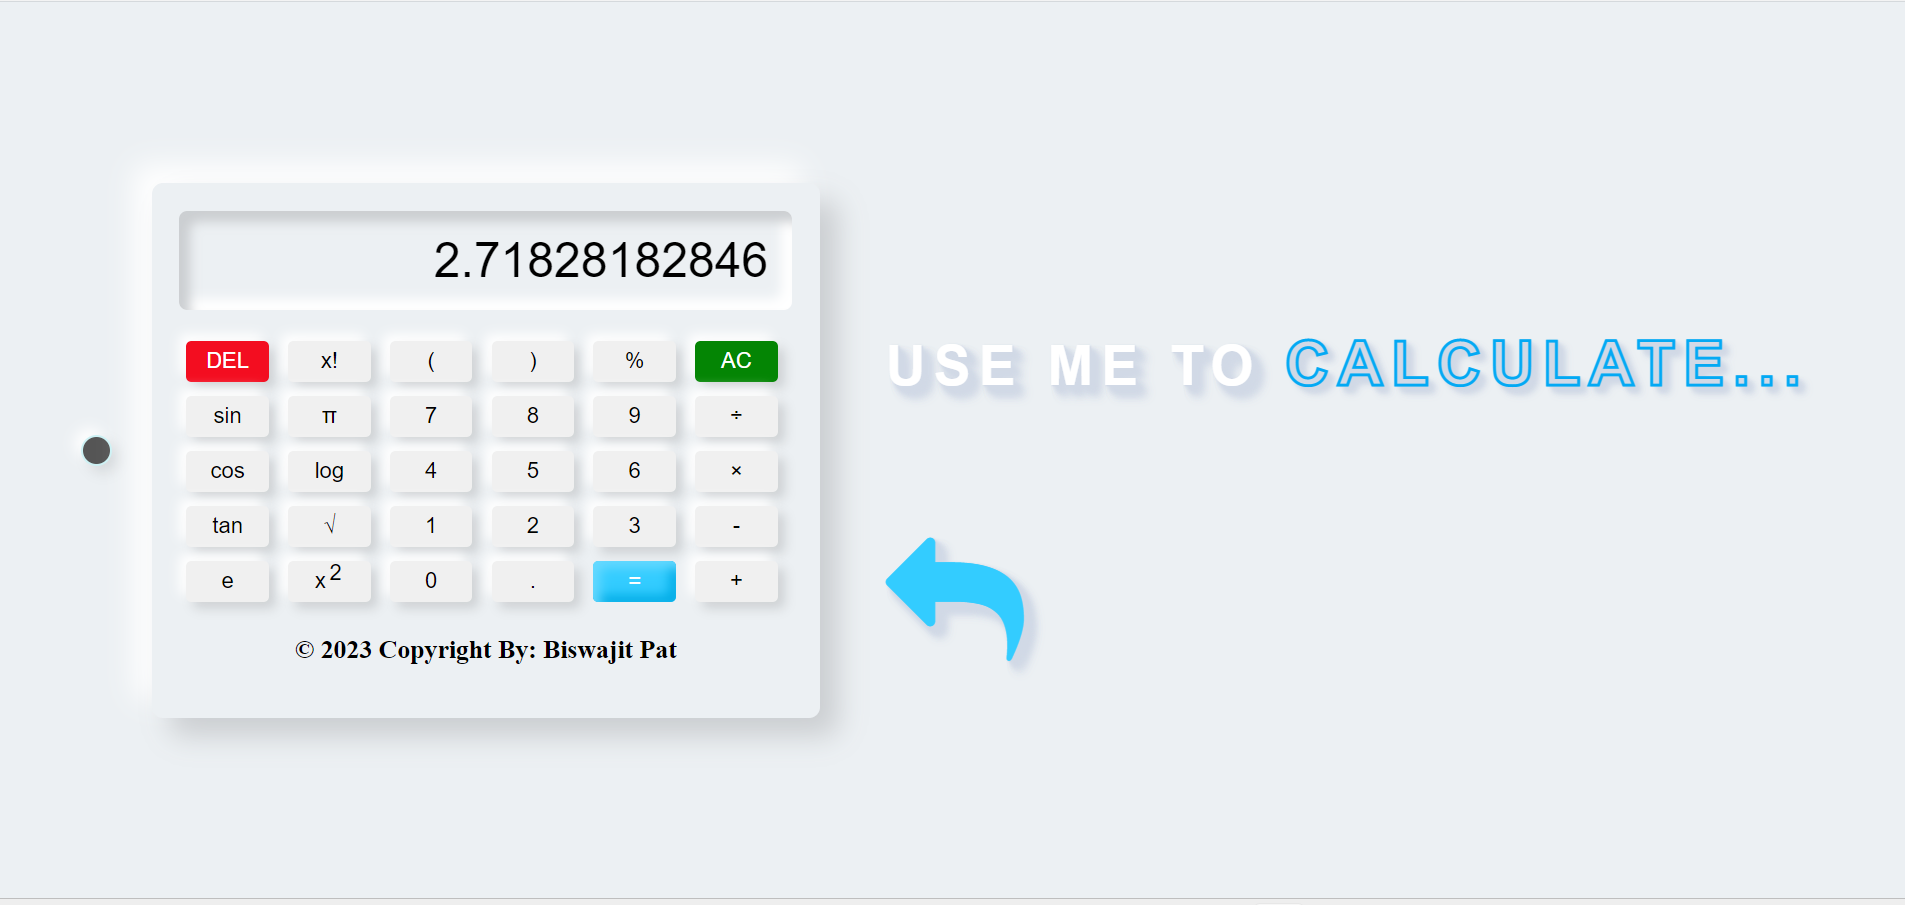 2.71828182846
DEL x! ( ) % AC
sin π 7 8 9 ÷
cos log 4 5 6 ×
tan √ 1 2 3 -
e x2 0 . = +
© 2023 Copyright By: Biswajit Pat
USE ME TO CALCULATE...